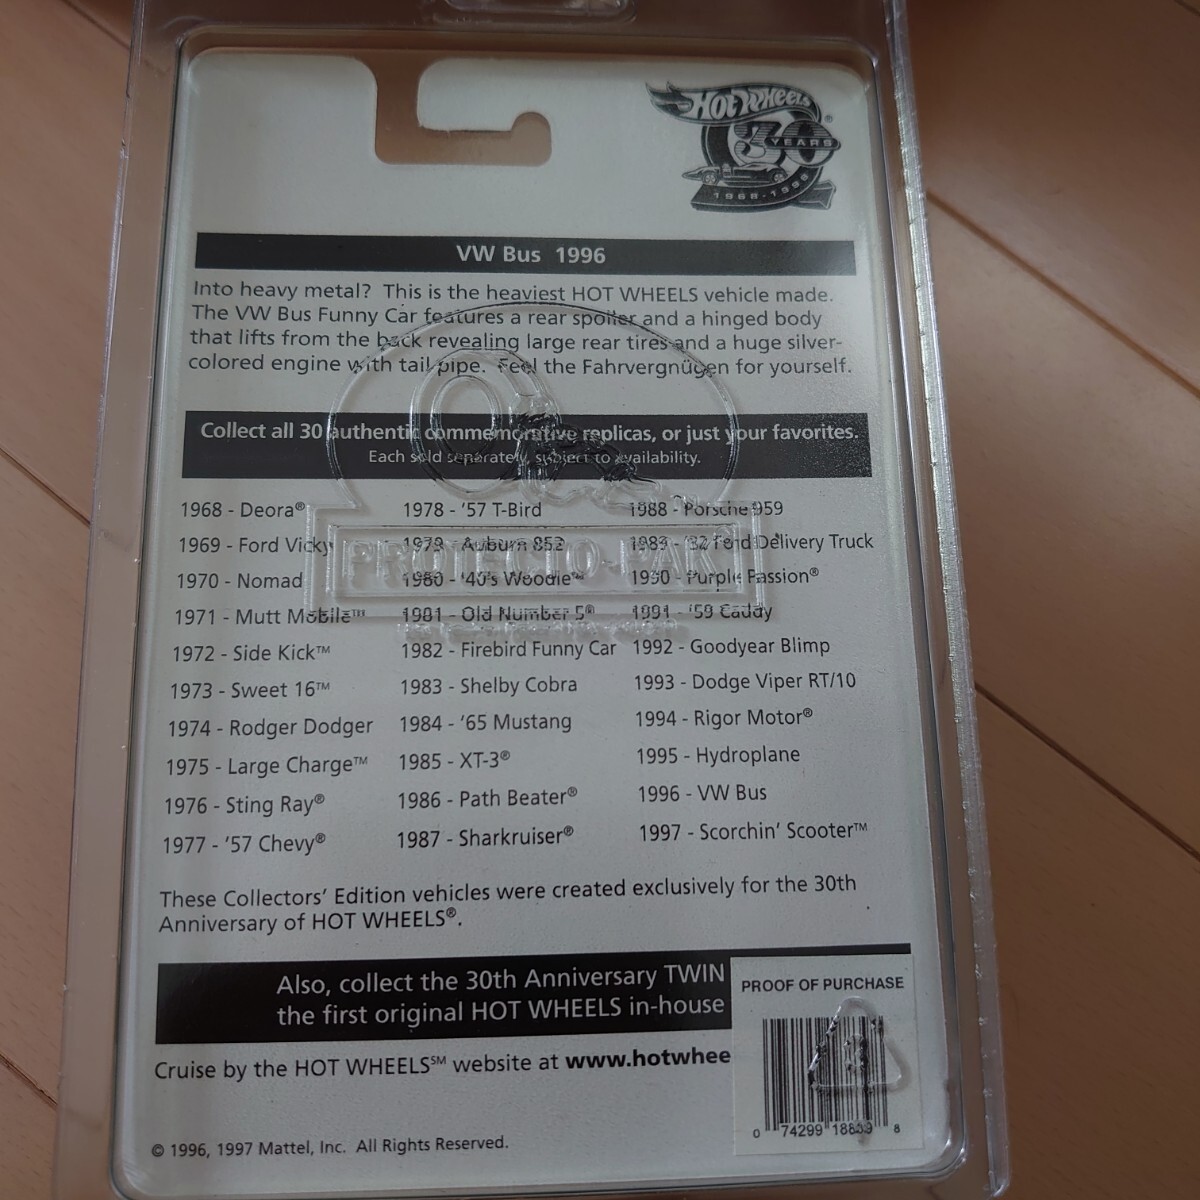 Hot Wheels®
30
YEARS
1968-1998
VW Bus 1996
Into heavy metal? This is the heaviest HOT WHEELS vehicle made.
The VW Bus Funny Car features a rear spoiler and a hinged body
that lifts from the back revealing large rear tires and a huge silver-
colored engine with tail pipe. Feel the Fahrvergnügen for yourself.
Collect all 30 authentic commemorative replicas, or just your favorites.
Each sold separately, subject to availability.
1968 - Deora®
1969 - Ford Vicky
1970 - Nomad
1971 - Mutt Mobile™
1972 - Side Kick™
1973 - Sweet 16™
1974 - Rodger Dodger
1975 - Large Charge™
1976 - Sting Ray®
1977 - '57 Chevy®
1978 - '57 T-Bird
1979 - Auburn 852
1980 - '40's Woodie™
1981 - Old Number 5®
1982 - Firebird Funny Car
1983 - Shelby Cobra
1984 - '65 Mustang
1985 - XT-3®
1986 - Path Beater®
1987 - Sharkruiser®
1988 - Porsche 959
1989 - '32 Ford Delivery Truck
1990 - Purple Passion®
1991 - '59 Caddy
1992 - Goodyear Blimp
1993 - Dodge Viper RT/10
1994 - Rigor Motor®
1995 - Hydroplane
1996 - VW Bus
1997 - Scorchin' Scooter™
PROTECTO-PAK
These Collectors' Edition vehicles were created exclusively for the 30th
Anniversary of HOT WHEELS®.
Also, collect the 30th Anniversary TWIN
the first original HOT WHEELS in-house
Cruise by the HOT WHEELS℠ website at www.hotwhee
PROOF OF PURCHASE
0 74299 18839 8
© 1996, 1997 Mattel, Inc. All Rights Reserved.